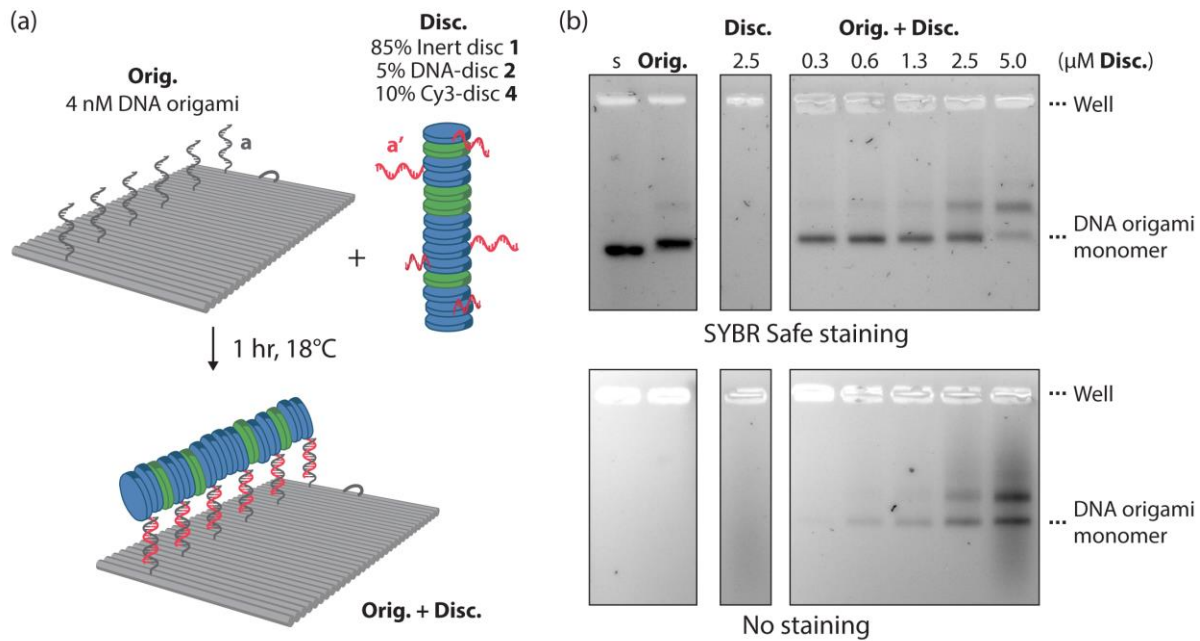 (a)
Orig.
4 nM DNA origami
a
Disc.
85% Inert disc 1
5% DNA-disc 2
10% Cy3-disc 4
a'
+
1 hr, 18°C
Orig. + Disc.
(b)
Disc. Orig. + Disc.
s Orig. 2.5 0.3 0.6 1.3 2.5 5.0 (µM Disc.)
··· Well
··· DNA origami
monomer
SYBR Safe staining
··· Well
··· DNA origami
monomer
No staining